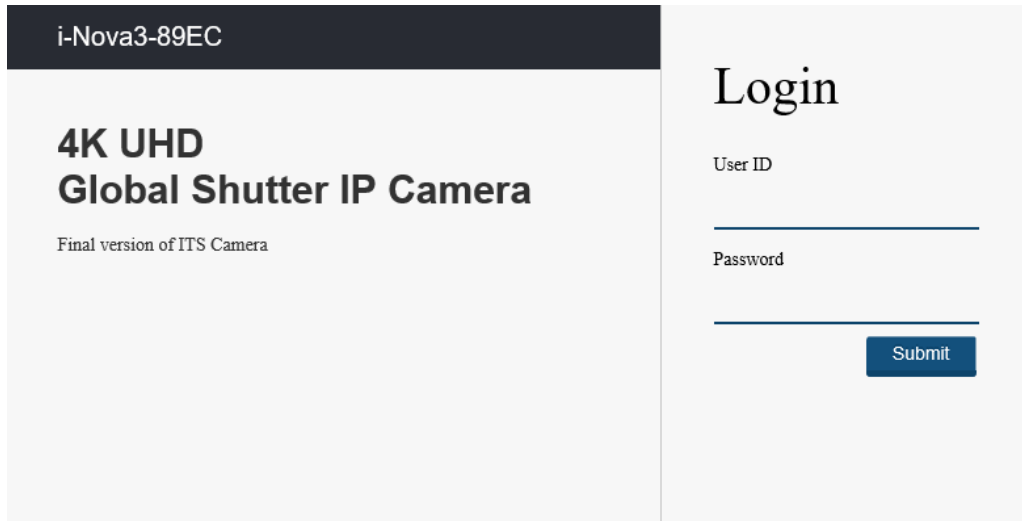 i-Nova3-89EC
4K UHD
Global Shutter IP Camera
Final version of ITS Camera
Login
User ID
Password
Submit